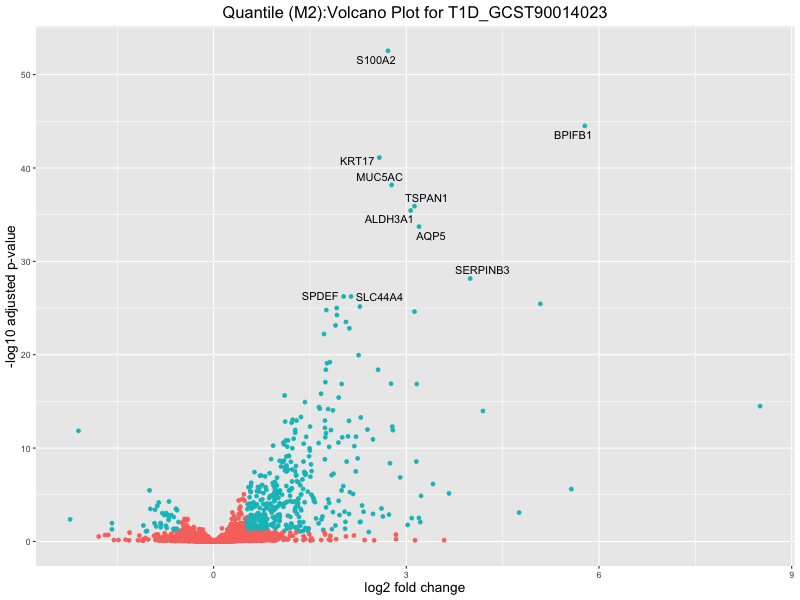 Quantile (M2):Volcano Plot for T1D_GCST90014023
S100A2
50
BPIFB1
KRT17
40
MUC5AC
TSPAN1
ALDH3A1
AQP5
SERPINB3
30
SPDEF
SLC44A4
20
10
0
-log10 adjusted p-value
0 3 6 9
log2 fold change